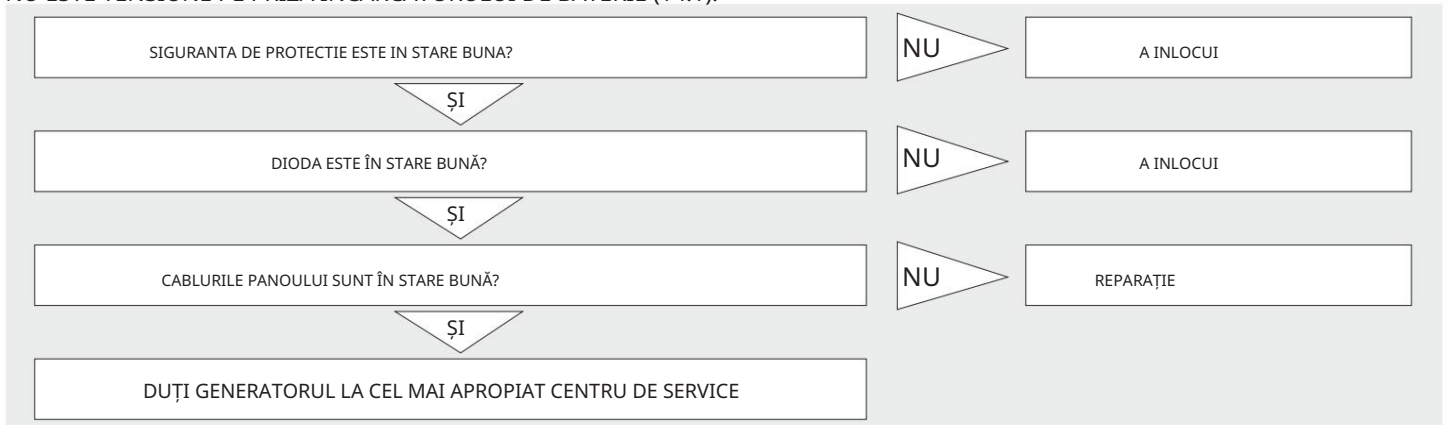 SIGURANTA DE PROTECTIE ESTE IN STARE BUNA?
NU
A INLOCUI
ȘI
DIODA ESTE ÎN STARE BUNĂ?
NU
A INLOCUI
ȘI
CABLURILE PANOULUI SUNT ÎN STARE BUNĂ?
NU
REPARAȚIE
ȘI
DUȚI GENERATORUL LA CEL MAI APROPIAT CENTRU DE SERVICE